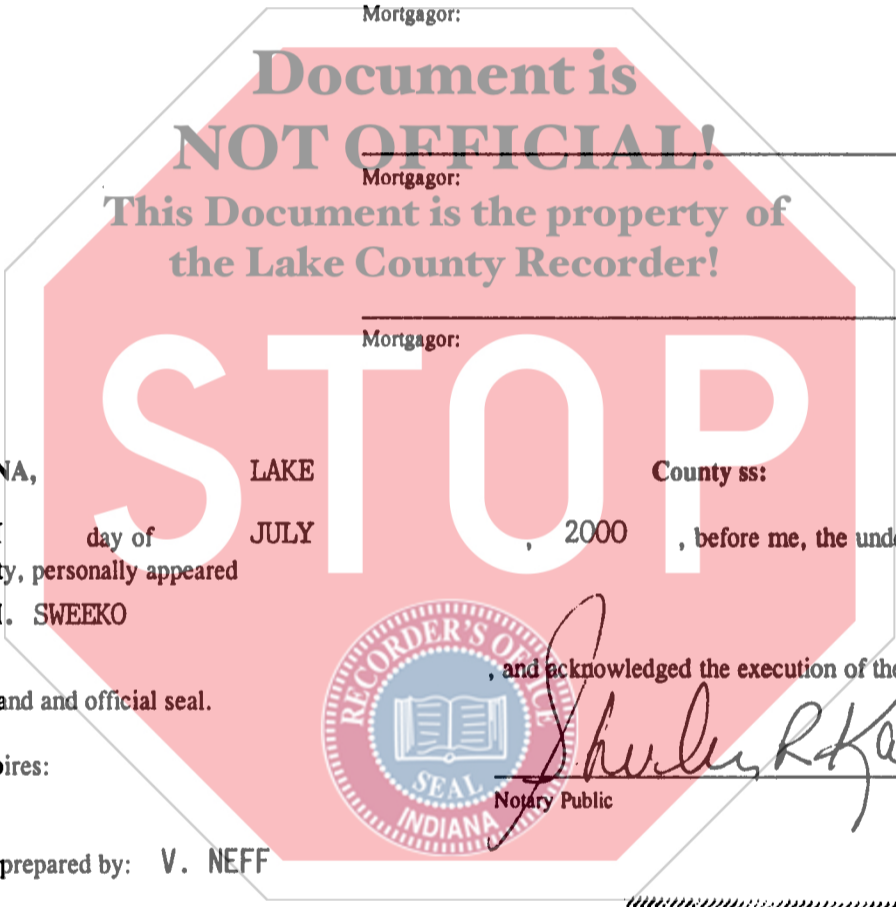 Mortgagor:
Document is
NOT OFFICIAL!
Mortgagor:
This Document is the property of
the Lake County Recorder!
Mortgagor:
STOP
NA, LAKE County ss:
day of JULY , 2000 , before me, the unde
ty, personally appeared
. SWEEKO
, and acknowledged the execution of the
and and official seal.
RECORDER'S OFFICE
SEAL
INDIANA
pires:
Notary Public
prepared by: V. NEFF